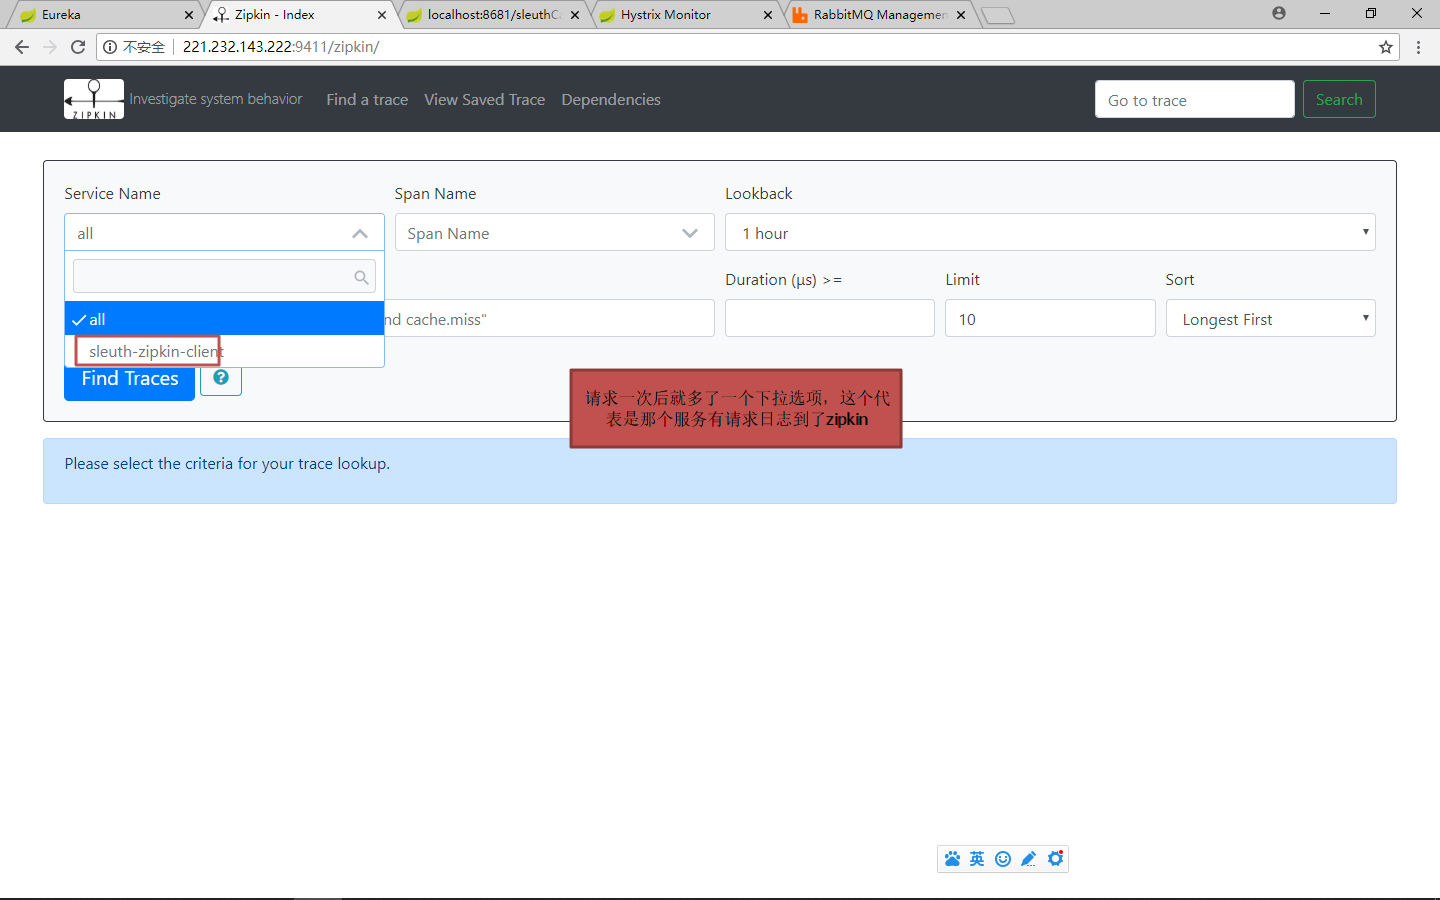 Eureka
Zipkin - Index
localhost:8681/sleuthC
Hystrix Monitor
RabbitMQ Managemen
不安全
221.232.143.222:9411/zipkin/
ZIPKIN
Investigate system behavior
Find a trace
View Saved Trace
Dependencies
Go to trace
Search
Service Name
Span Name
Lookback
all
Span Name
1 hour
Duration (μs) >=
Limit
Sort
all
nd cache.miss"
10
Longest First
sleuth-zipkin-client
Find Traces
请求一次后就多了一个下拉选项，这个代
表是那个服务有请求日志到了zipkin
Please select the criteria for your trace lookup.
英